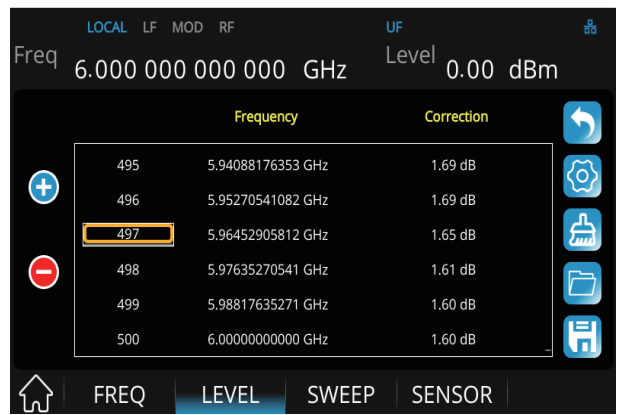 LOCAL LF MOD RF UF
Freq 6.000 000 000 000 GHz Level 0.00 dBm
Frequency Correction
495 5.94088176353 GHz 1.69 dB
496 5.95270541082 GHz 1.69 dB
497 5.96452905812 GHz 1.65 dB
498 5.97635270541 GHz 1.61 dB
499 5.98817635271 GHz 1.60 dB
500 6.00000000000 GHz 1.60 dB
FREQ LEVEL SWEEP SENSOR